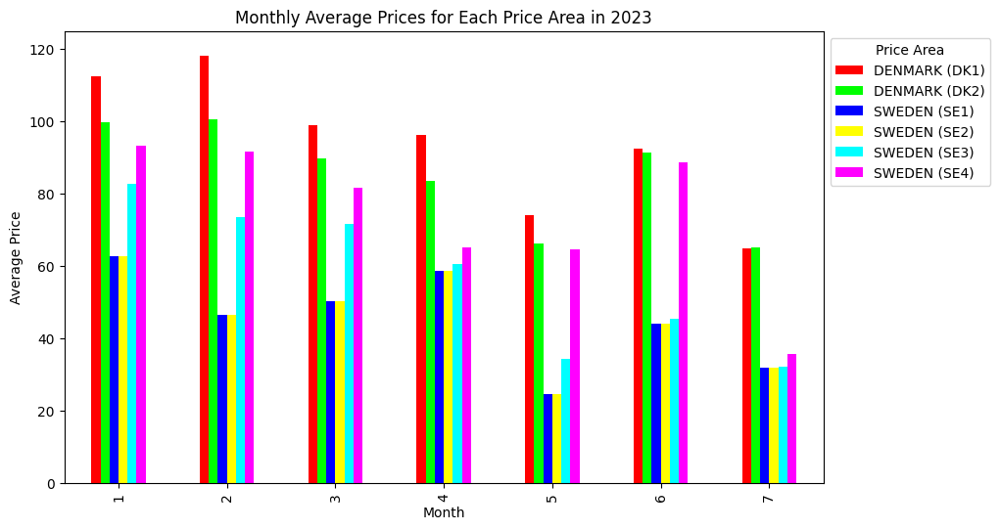 Monthly Average Prices for Each Price Area in 2023
Price Area
DENMARK (DK1)
DENMARK (DK2)
SWEDEN (SE1)
SWEDEN (SE2)
SWEDEN (SE3)
SWEDEN (SE4)
Average Price
120
100
80
60
40
20
0
1 2 3 4 5 6 7
Month